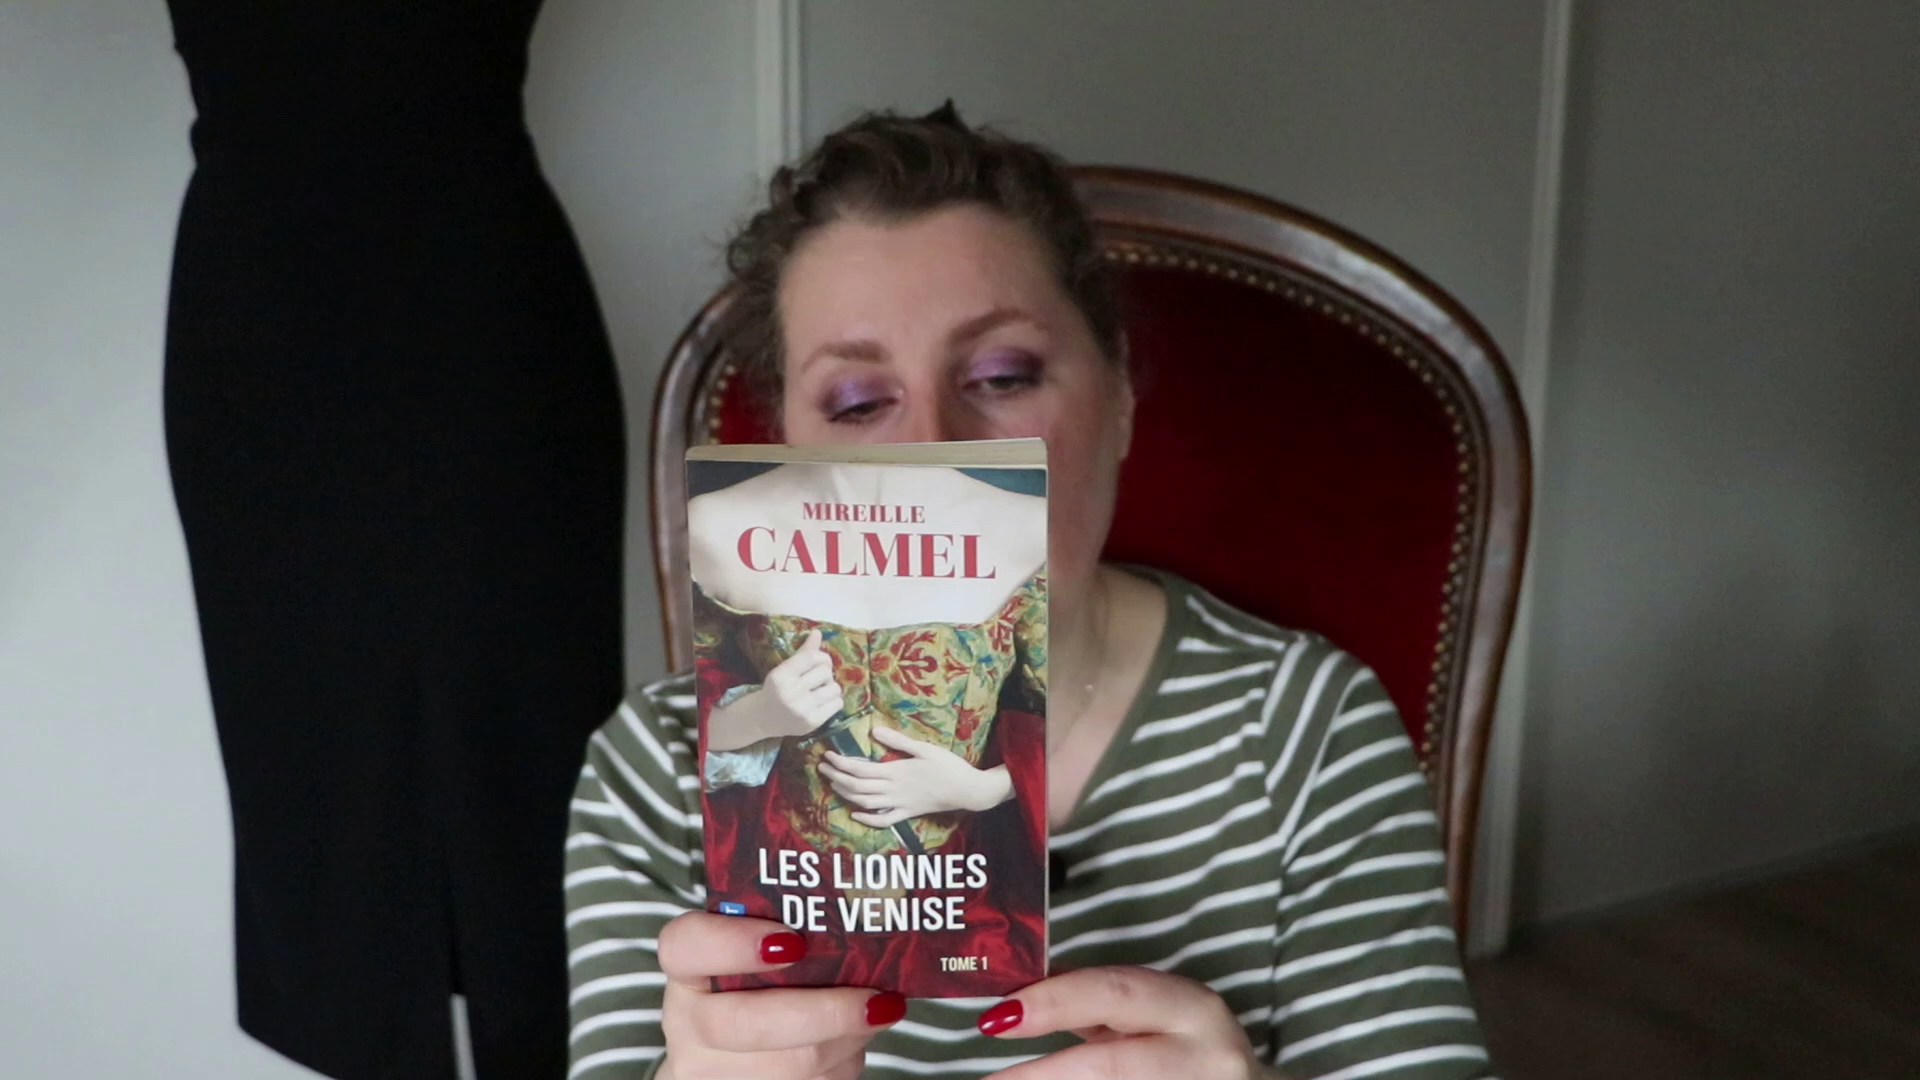 MIREILLE
CALMEL
LES LIONNES
DE VENISE
TOME 1